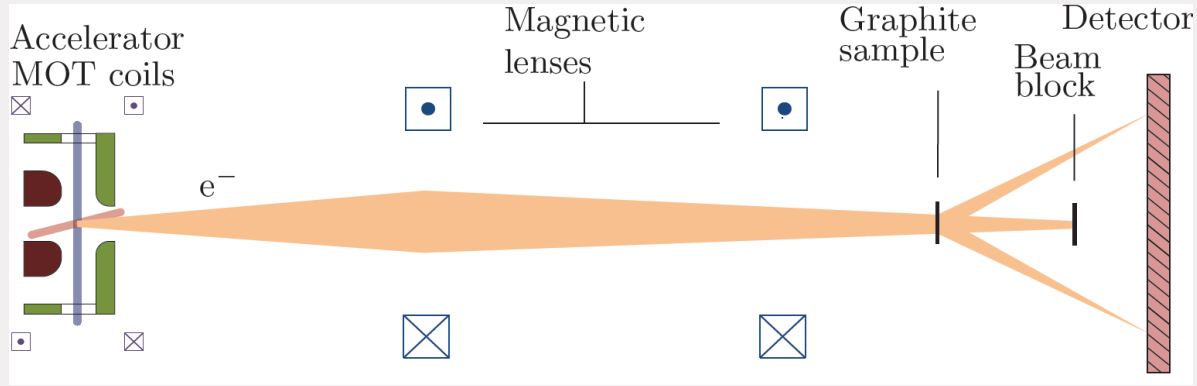 Accelerator
MOT coils
e⁻
Magnetic
lenses
Graphite
sample
Beam
block
Detector